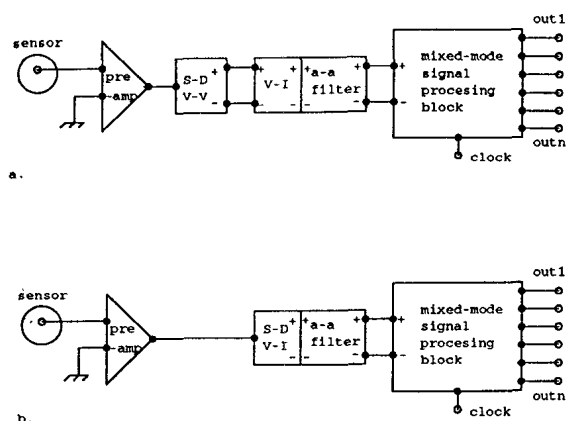 out1
sensor
pre
-amp
S-D
V-V
+
-
+
V-I
-
+
-
+
a-a
filter
-
+
-
mixed-mode
signal
procesing
block
clock
outn
a.
out1
sensor
pre
-amp
S-D
V-I
+
-
+
a-a
filter
-
+
-
mixed-mode
signal
procesing
block
clock
outn
b.